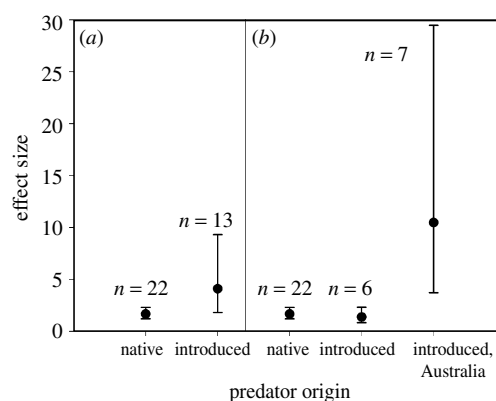 30
25
20
15
10
5
0
effect size
(a)
(b)
n = 7
n = 13
n = 22
n = 22
n = 6
native introduced native introduced introduced,
Australia
predator origin